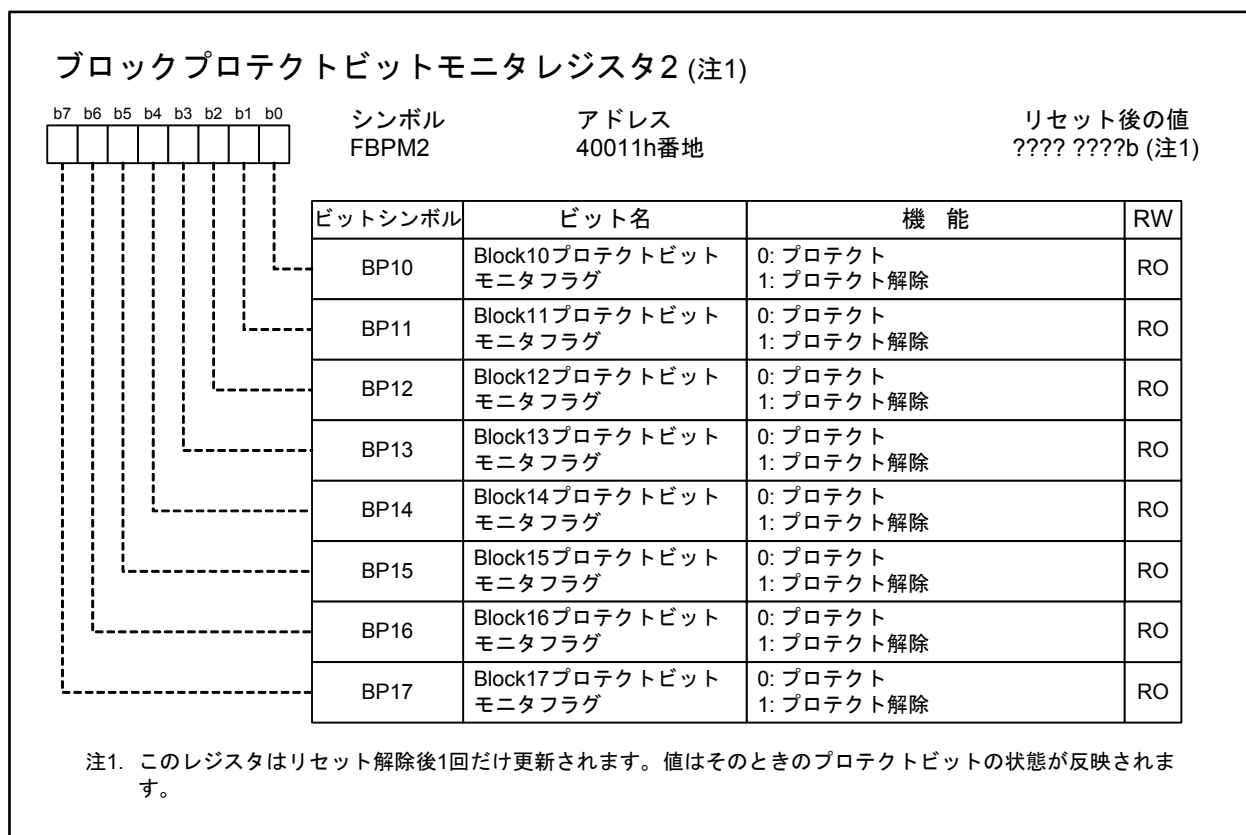 ブロックプロテクトビットモニタレジスタ2 (注1)
b7 b6 b5 b4 b3 b2 b1 b0
シンボル アドレス リセット後の値
FBPM2 40011h番地 ???? ????b (注1)
ビットシンボル ビット名 機 能 RW
BP10 Block10プロテクトビット
モニタフラグ 0: プロテクト
1: プロテクト解除 RO
BP11 Block11プロテクトビット
モニタフラグ 0: プロテクト
1: プロテクト解除 RO
BP12 Block12プロテクトビット
モニタフラグ 0: プロテクト
1: プロテクト解除 RO
BP13 Block13プロテクトビット
モニタフラグ 0: プロテクト
1: プロテクト解除 RO
BP14 Block14プロテクトビット
モニタフラグ 0: プロテクト
1: プロテクト解除 RO
BP15 Block15プロテクトビット
モニタフラグ 0: プロテクト
1: プロテクト解除 RO
BP16 Block16プロテクトビット
モニタフラグ 0: プロテクト
1: プロテクト解除 RO
BP17 Block17プロテクトビット
モニタフラグ 0: プロテクト
1: プロテクト解除 RO
注1. このレジスタはリセット解除後1回だけ更新されます。値はそのときのプロテクトビットの状態が反映されま
す。